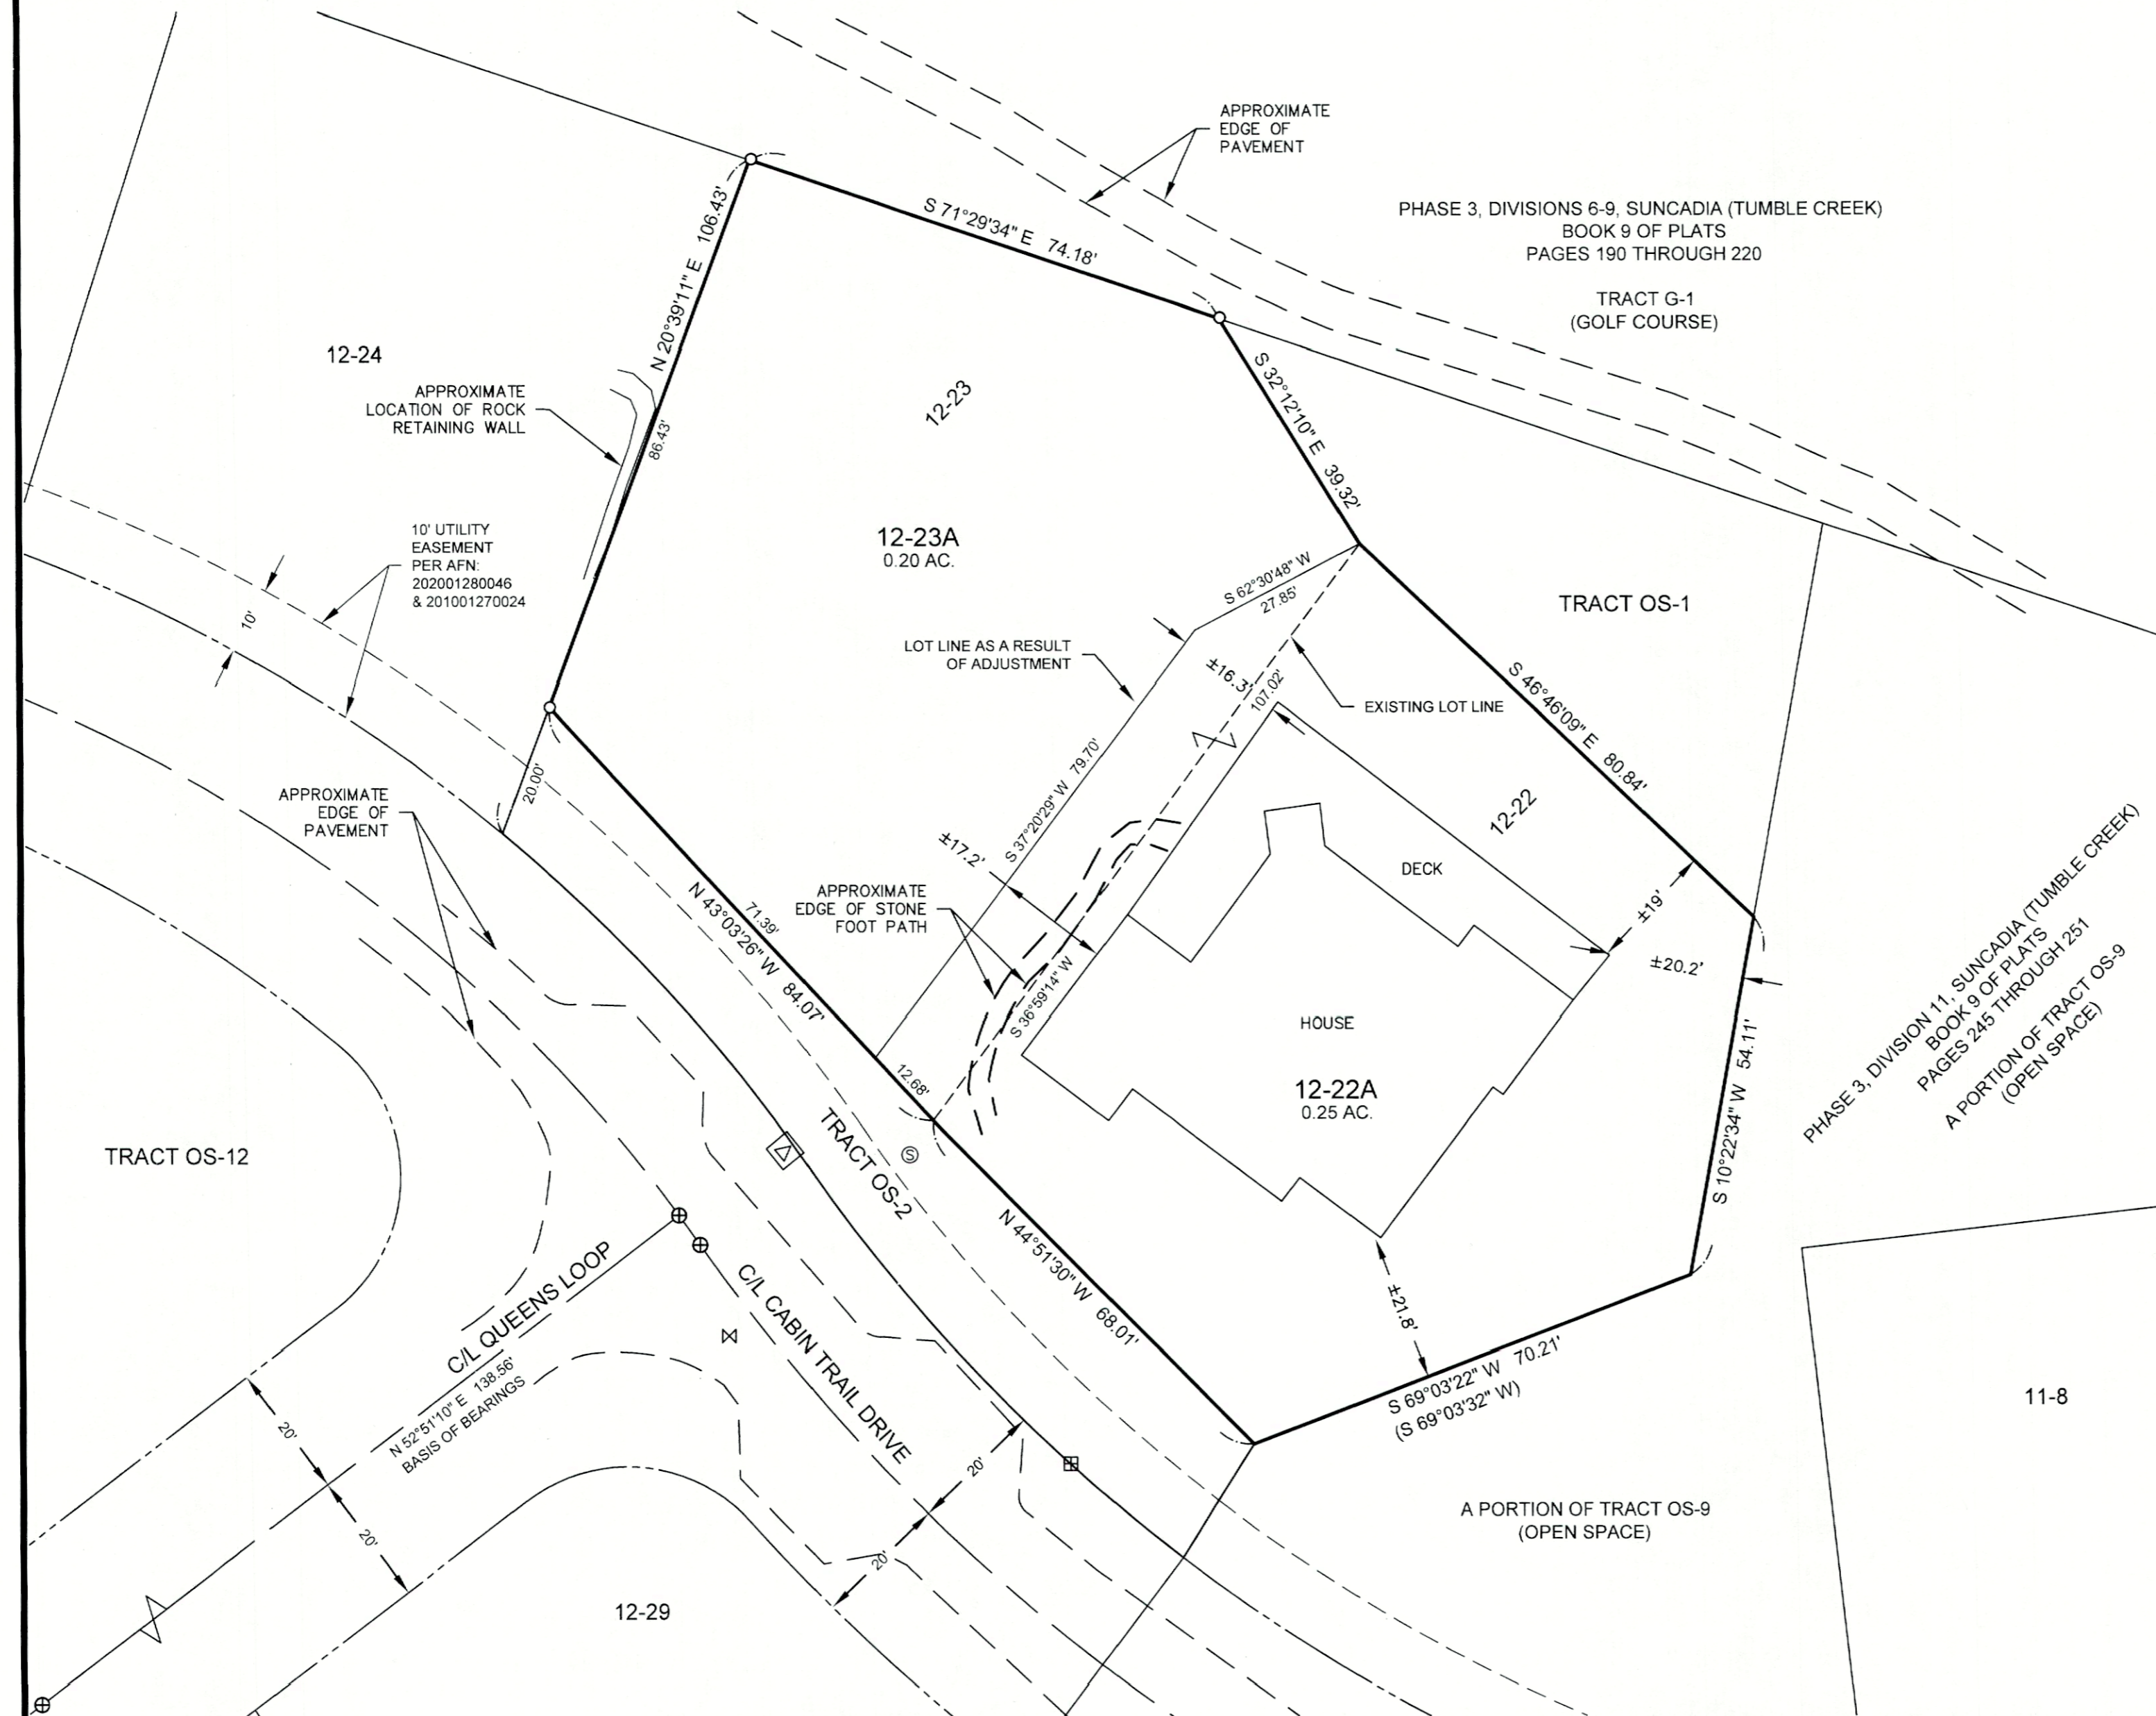 APPROXIMATE
EDGE OF
PAVEMENT
PHASE 3, DIVISIONS 6-9, SUNCADIA (TUMBLE CREEK)
BOOK 9 OF PLATS
PAGES 190 THROUGH 220
TRACT G-1
(GOLF COURSE)
S 71°29'34" E 74.18'
N 20°39'11" E 106.43'
86.43'
12-24
APPROXIMATE
LOCATION OF ROCK
RETAINING WALL
12-23
S 32°12'10" E 39.32'
10' UTILITY
EASEMENT
PER AFN:
202001280046
& 201001270024
10'
12-23A
0.20 AC.
S 62°30'48" W
27.85'
TRACT OS-1
LOT LINE AS A RESULT
OF ADJUSTMENT
±16.3'
107.02'
EXISTING LOT LINE
S 46°46'09" E 80.84'
20.00'
APPROXIMATE
EDGE OF
PAVEMENT
S 37°20'29" W 79.70'
±17.2'
12-22
DECK
APPROXIMATE
EDGE OF STONE
FOOT PATH
71.39'
N 43°03'26" W 84.07'
±19'
±20.2'
S 36°59'14" W
HOUSE
12-22A
0.25 AC.
12.68'
PHASE 3, DIVISION 11, SUNCADIA (TUMBLE CREEK)
BOOK 9 OF PLATS
PAGES 245 THROUGH 251
A PORTION OF TRACT OS-9
(OPEN SPACE)
S 10°22'34" W 54.11'
TRACT OS-12
TRACT OS-2
S
N 44°51'30" W 68.01'
±21.8'
C/L QUEENS LOOP
N 52°51'10" E 138.56'
BASIS OF BEARINGS
C/L CABIN TRAIL DRIVE
S 69°03'22" W 70.21'
(S 69°03'32" W)
11-8
20'
20'
20'
20'
A PORTION OF TRACT OS-9
(OPEN SPACE)
12-29